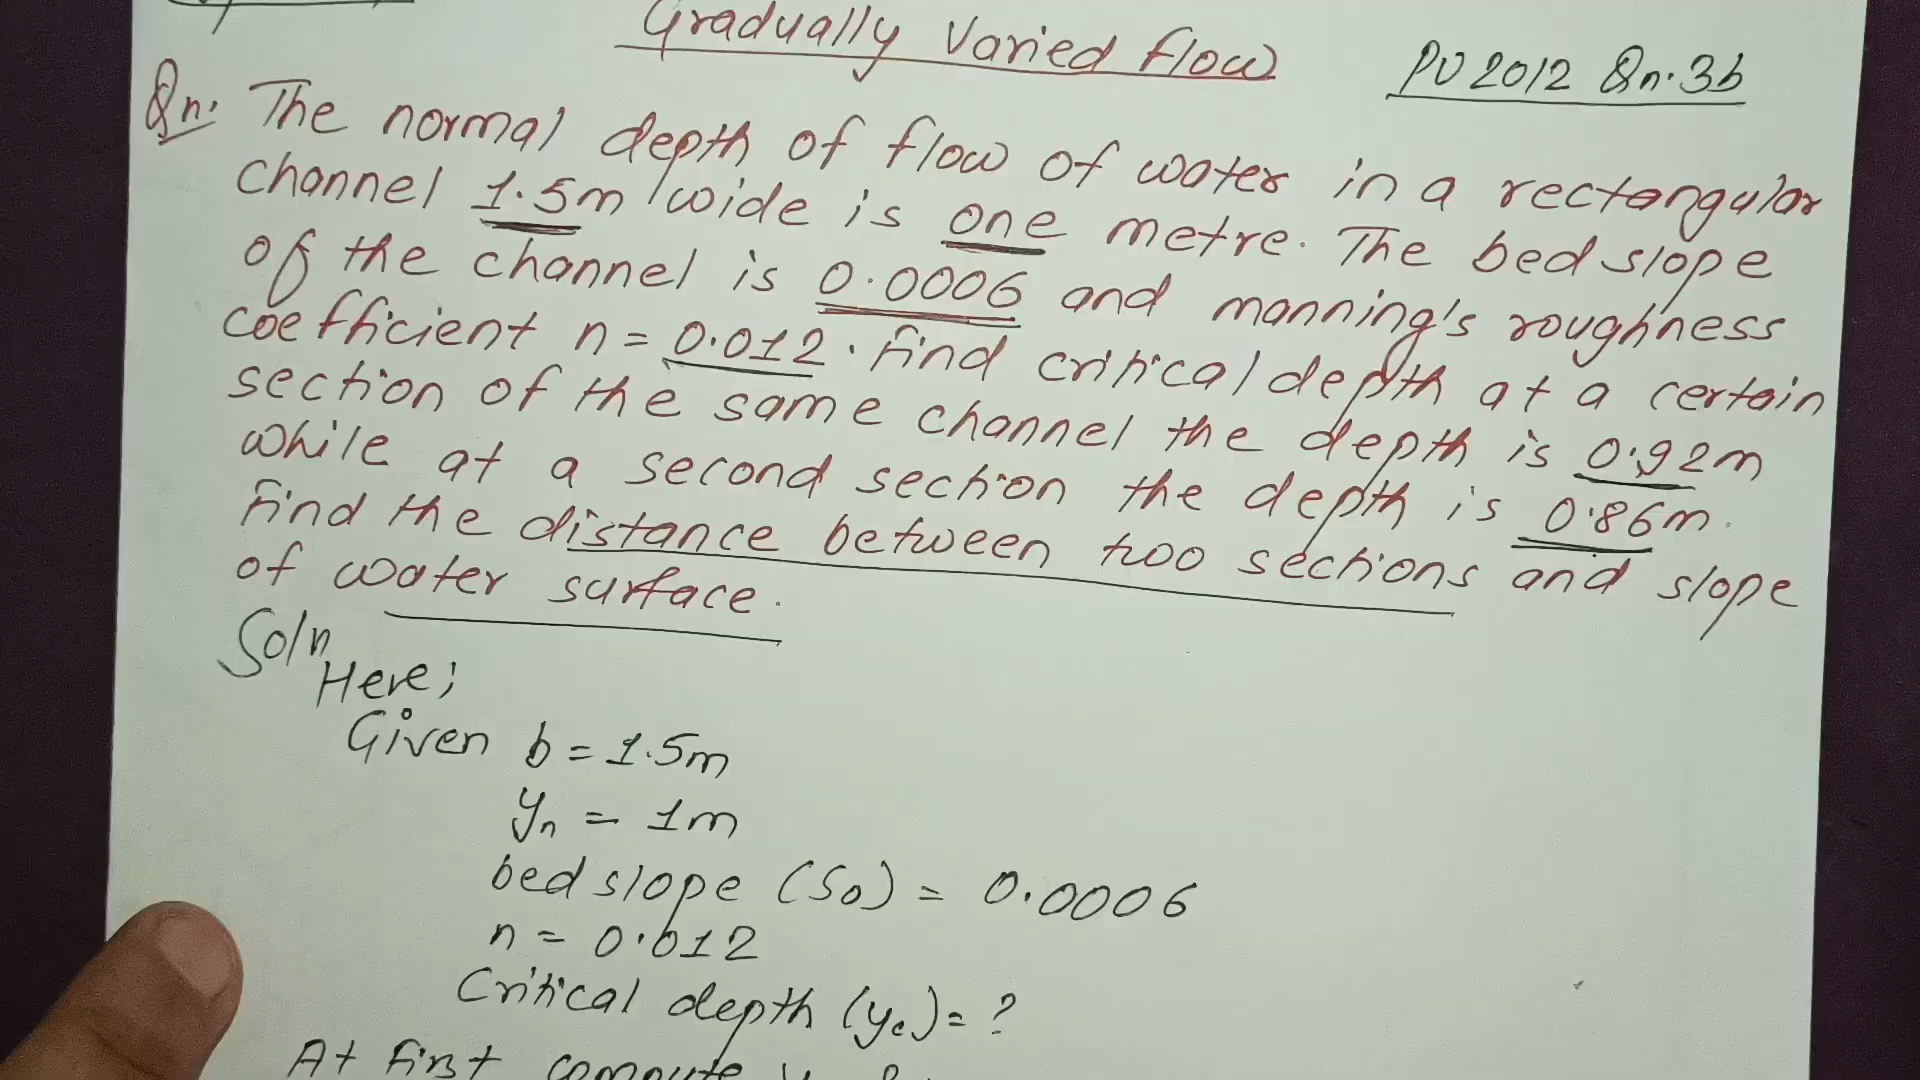 Gradually Varied flow
PU 2012 Qn.3b
Qn. The normal depth of flow of water in a rectangular
channel 1.5m wide is one metre. The bed slope
of the channel is 0.0006 and manning's roughness
coefficient n = 0.012. find critical depth at a certain
section of the same channel the depth is 0.92m
while at a second section the depth is 0.86m.
find the distance between two sections and slope
of water surface.
Soln
Here;
Given b = 1.5m
yn = 1m
bed slope (So) = 0.0006
n = 0.012
Critical depth (yc) = ?
At first compute